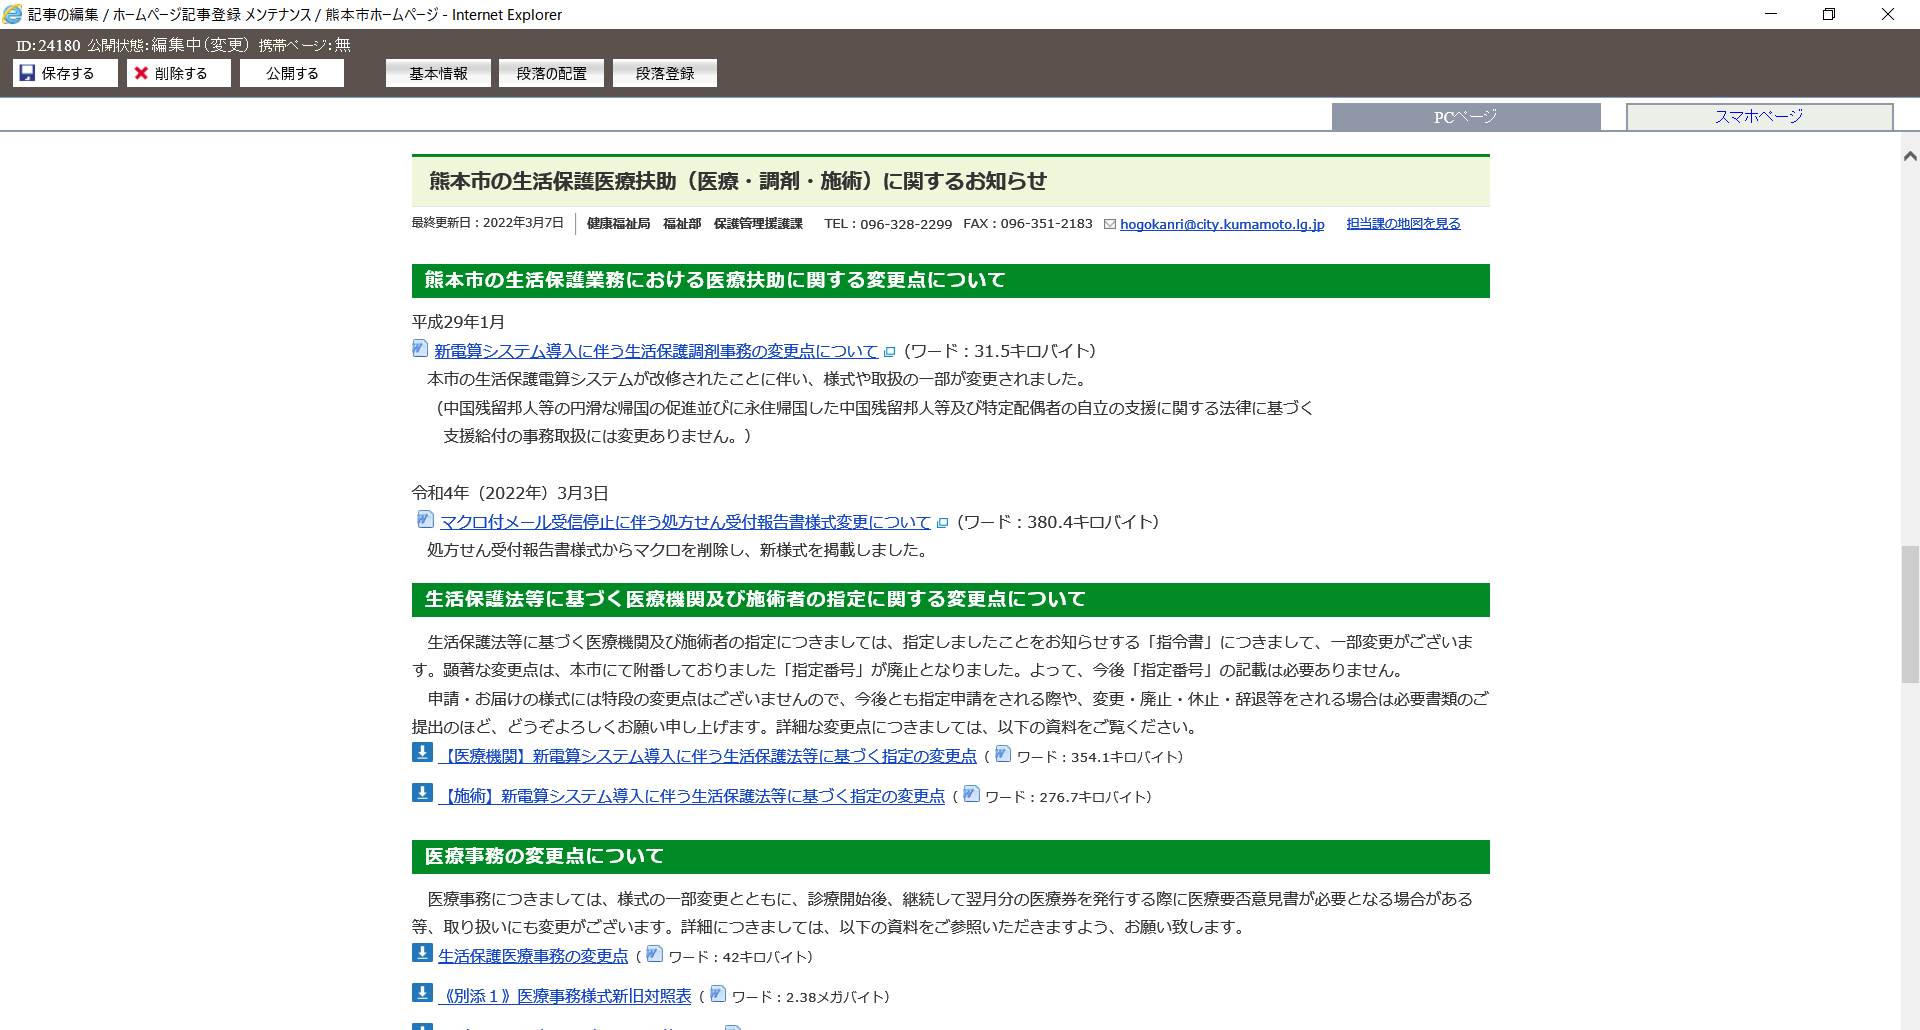 記事の編集 / ホームページ記事登録 メンテナンス / 熊本市ホームページ - Internet Explorer
ID:24180 公開状態:編集中(変更) 携帯ページ:無
保存する 削除する 公開する 基本情報 段落の配置 段落登録
PCページ スマホページ
熊本市の生活保護医療扶助（医療・調剤・施術）に関するお知らせ
最終更新日：2022年3月7日 健康福祉局 福祉部 保護管理援護課 TEL：096-328-2299 FAX：096-351-2183 hogokanri@city.kumamoto.lg.jp 担当課の地図を見る
熊本市の生活保護業務における医療扶助に関する変更点について
平成29年1月
新電算システム導入に伴う生活保護調剤事務の変更点について（ワード：31.5キロバイト）
本市の生活保護電算システムが改修されたことに伴い、様式や取扱の一部が変更されました。
（中国残留邦人等の円滑な帰国の促進並びに永住帰国した中国残留邦人等及び特定配偶者の自立の支援に関する法律に基づく
支援給付の事務取扱には変更ありません。）
令和4年（2022年）3月3日
マクロ付メール受信停止に伴う処方せん受付報告書様式変更について（ワード：380.4キロバイト）
処方せん受付報告書様式からマクロを削除し、新様式を掲載しました。
生活保護法等に基づく医療機関及び施術者の指定に関する変更点について
生活保護法等に基づく医療機関及び施術者の指定につきましては、指定しましたことをお知らせする「指令書」につきまして、一部変更がございま
す。顕著な変更点は、本市にて附番しておりました「指定番号」が廃止となりました。よって、今後「指定番号」の記載は必要ありません。
申請・お届けの様式には特段の変更点はございませんので、今後とも指定申請をされる際や、変更・廃止・休止・辞退等をされる場合は必要書類のご
提出のほど、どうぞよろしくお願い申し上げます。詳細な変更点につきましては、以下の資料をご覧ください。
【医療機関】新電算システム導入に伴う生活保護法等に基づく指定の変更点（ワード：354.1キロバイト）
【施術】新電算システム導入に伴う生活保護法等に基づく指定の変更点（ワード：276.7キロバイト）
医療事務の変更点について
医療事務につきましては、様式の一部変更とともに、診療開始後、継続して翌月分の医療券を発行する際に医療要否意見書が必要となる場合がある
等、取り扱いにも変更がございます。詳細につきましては、以下の資料をご参照いただきますよう、お願い致します。
生活保護医療事務の変更点（ワード：42キロバイト）
《別添１》医療事務様式新旧対照表（ワード：2.38メガバイト）